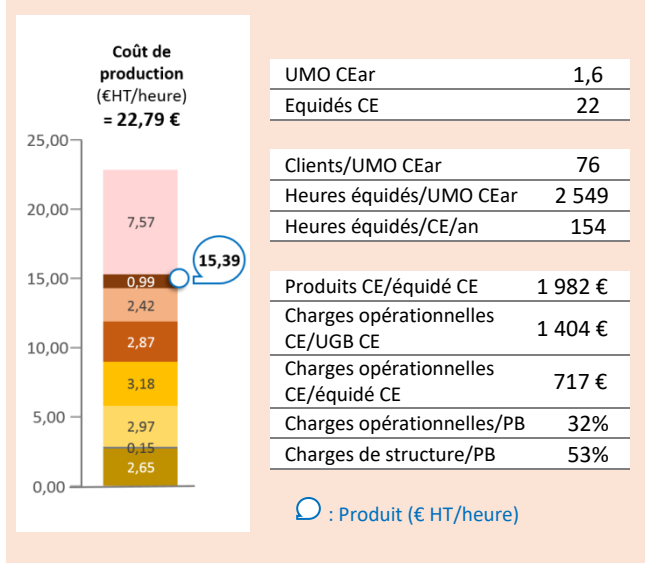 Coût de
production
(€HT/heure)
= 22,79 €
25,00
20,00
15,00
10,00
5,00
0,00
7,57
15,39
0,99
2,42
2,87
3,18
2,97
0,15
2,65
UMO CEar 1,6
Equidés CE 22
Clients/UMO CEar 76
Heures équidés/UMO CEar 2 549
Heures équidés/CE/an 154
Produits CE/équidé CE 1 982 €
Charges opérationnelles
CE/UGB CE 1 404 €
Charges opérationnelles
CE/équidé CE 717 €
Charges opérationnelles/PB 32%
Charges de structure/PB 53%
: Produit (€ HT/heure)